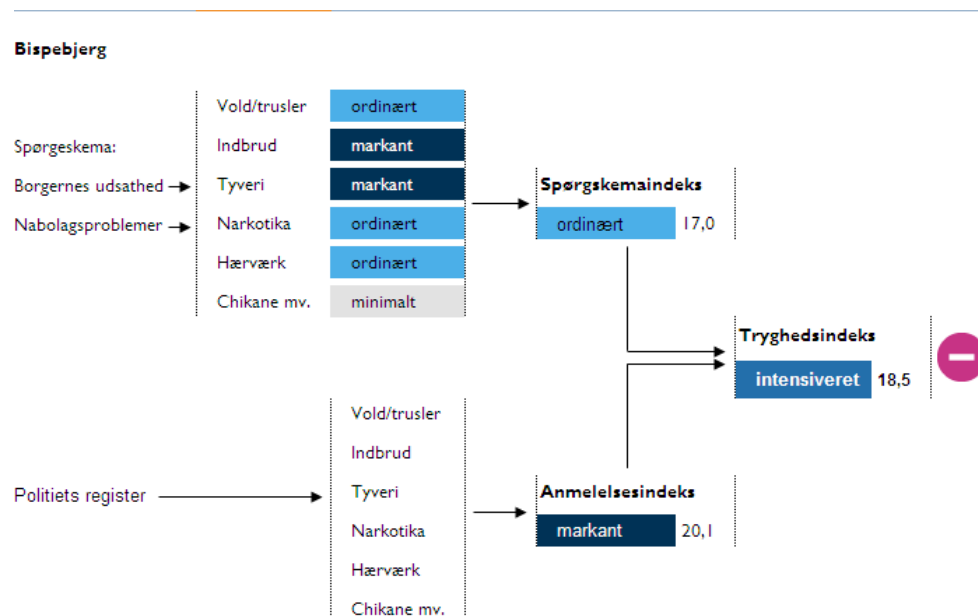 Bispebjerg
Vold/trusler ordinært
Spørgeskema: Indbrud markant
Borgernes udsathed Tyveri markant Spørgskemaindeks
Nabolagsproblemer Narkotika ordinært ordinært 17,0
Hærværk ordinært
Chikane mv. minimalt
Tryghedsindeks
intensiveret 18,5
Vold/trusler
Indbrud
Politiets register Tyveri Anmelelsesindeks
Narkotika markant 20,1
Hærværk
Chikane mv.